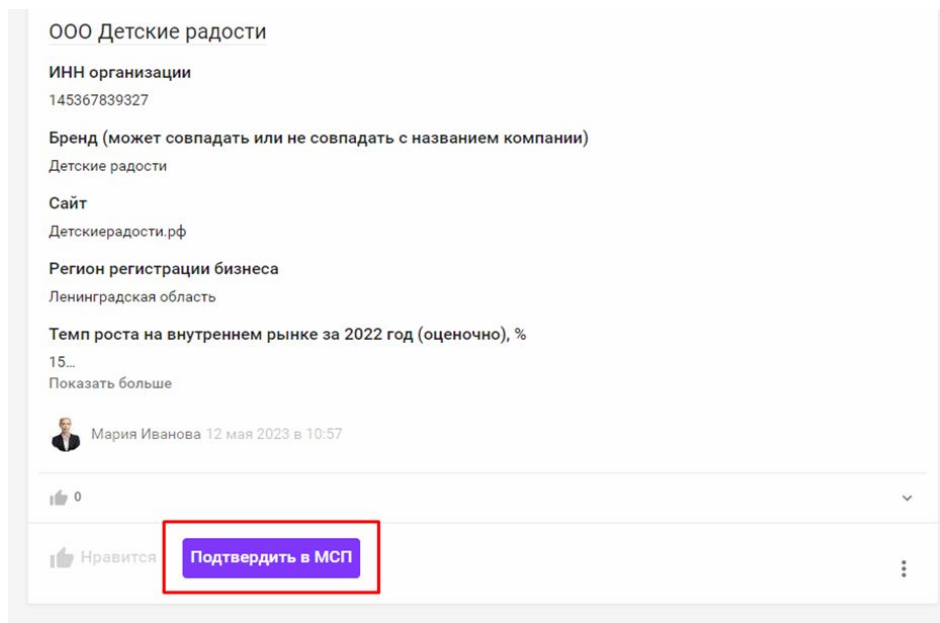 ООО Детские радости
ИНН организации
145367839327
Бренд (может совпадать или не совпадать с названием компании)
Детские радости
Сайт
Детскиерадости.рф
Регион регистрации бизнеса
Ленинградская область
Темп роста на внутреннем рынке за 2022 год (оценочно), %
15...
Показать больше
Мария Иванова 12 мая 2023 в 10:57
0
Нравится Подтвердить в МСП